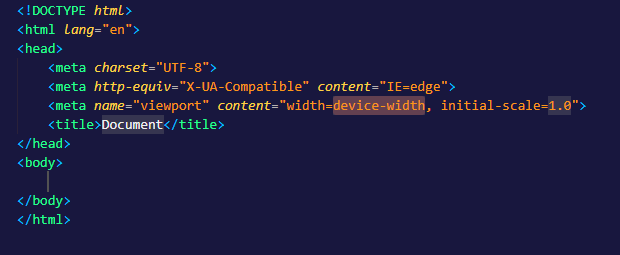 <!DOCTYPE html>
<html lang="en">
<head>
    <meta charset="UTF-8">
    <meta http-equiv="X-UA-Compatible" content="IE=edge">
    <meta name="viewport" content="width=device-width, initial-scale=1.0">
    <title>Document</title>
</head>
<body>
</body>
</html>